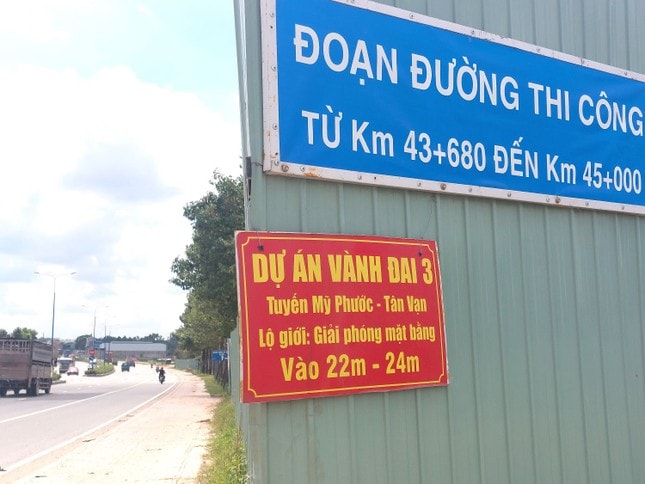 ĐOẠN ĐƯỜNG THI CÔNG
TỪ Km 43+680 ĐẾN Km 45+000
DỰ ÁN VÀNH ĐAI 3
Tuyến Mỹ Phước - Tân Vạn
Lộ giới: Giải phóng mặt bằng
Vào 22m - 24m